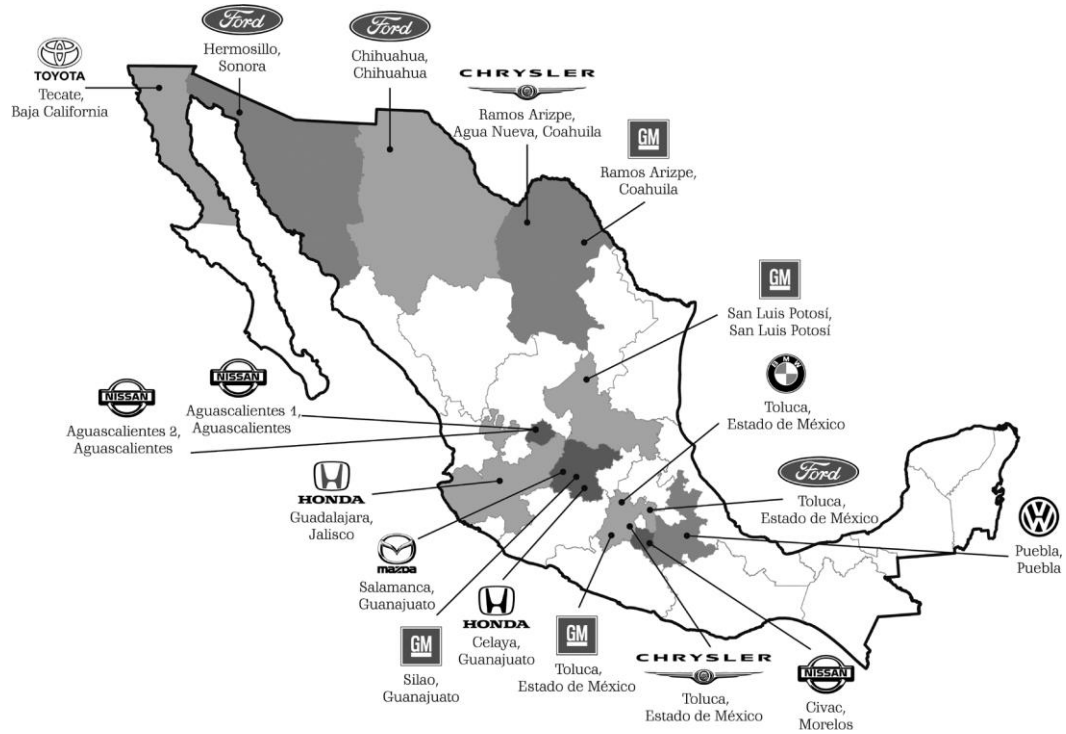 Ford
Hermosillo,
Sonora
Ford
Chihuahua,
Chihuahua
TOYOTA
Tecate,
Baja California
CHRYSLER
Ramos Arizpe,
Agua Nueva, Coahuila
GM
Ramos Arizpe,
Coahuila
GM
San Luis Potosí,
San Luis Potosí
BMW
Toluca,
Estado de México
NISSAN
Aguascalientes 1,
Aguascalientes
NISSAN
Aguascalientes 2,
Aguascalientes
Ford
Toluca,
Estado de México
HONDA
Guadalajara,
Jalisco
Puebla,
Puebla
mazda
Salamanca,
Guanajuato
HONDA
Celaya,
Guanajuato
GM
Silao,
Guanajuato
GM
Toluca,
Estado de México
CHRYSLER
Toluca,
Estado de México
NISSAN
Civac,
Morelos